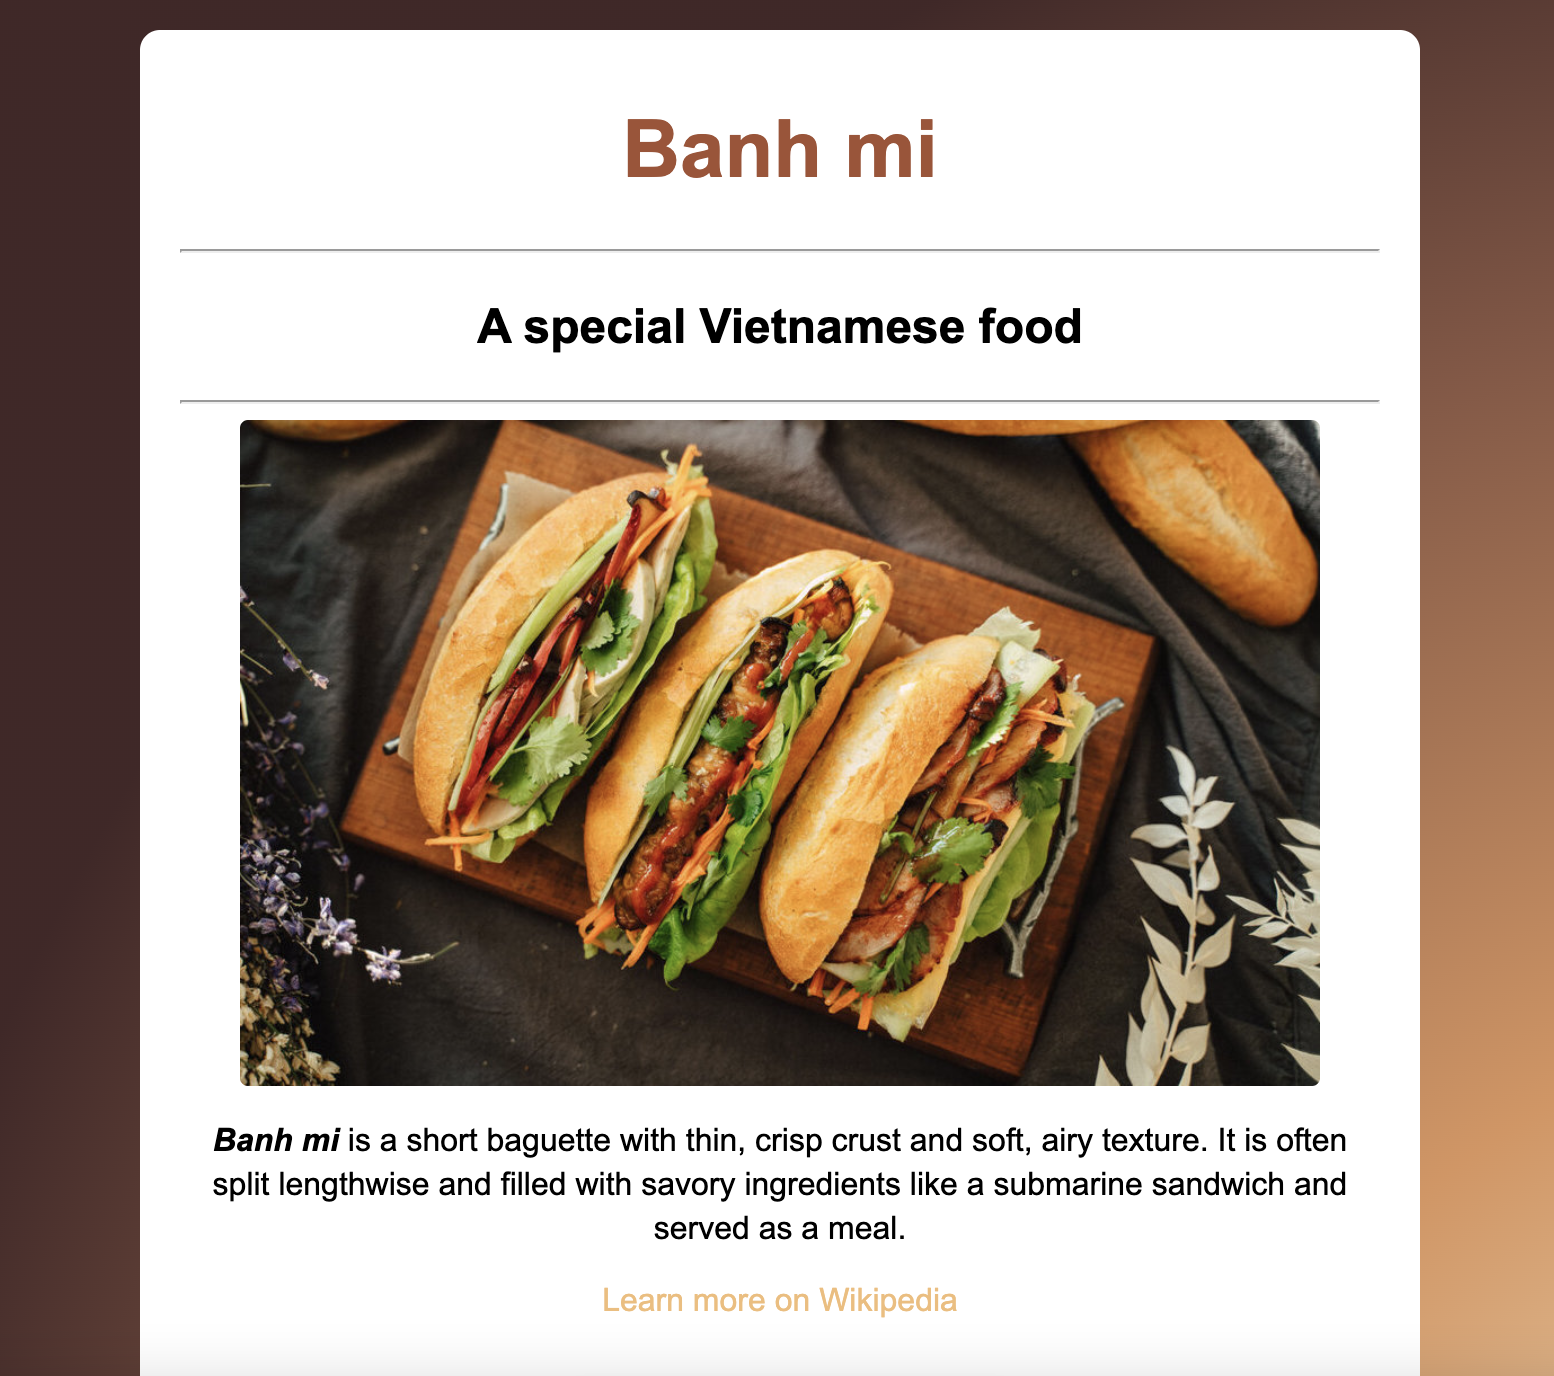 Banh mi
A special Vietnamese food
Banh mi is a short baguette with thin, crisp crust and soft, airy texture. It is often
split lengthwise and filled with savory ingredients like a submarine sandwich and
served as a meal.
Learn more on Wikipedia